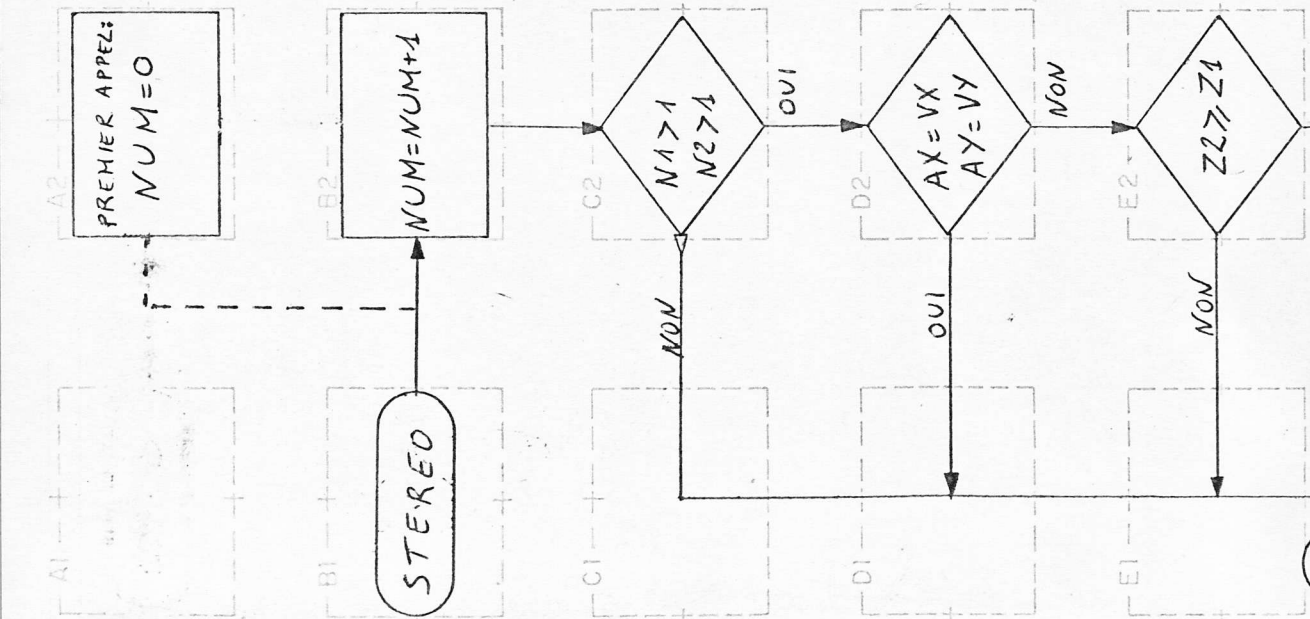 A2
PREMIER APPEL:
NUM=0
B2
NUM=NUM+1
C2
N1>1
N2>1
OUI
D2
AX=VX
AY=VY
NON
E2
Z2⩾Z1
NON
OUI
NON
A1
B1
STEREO
C1
D1
E1